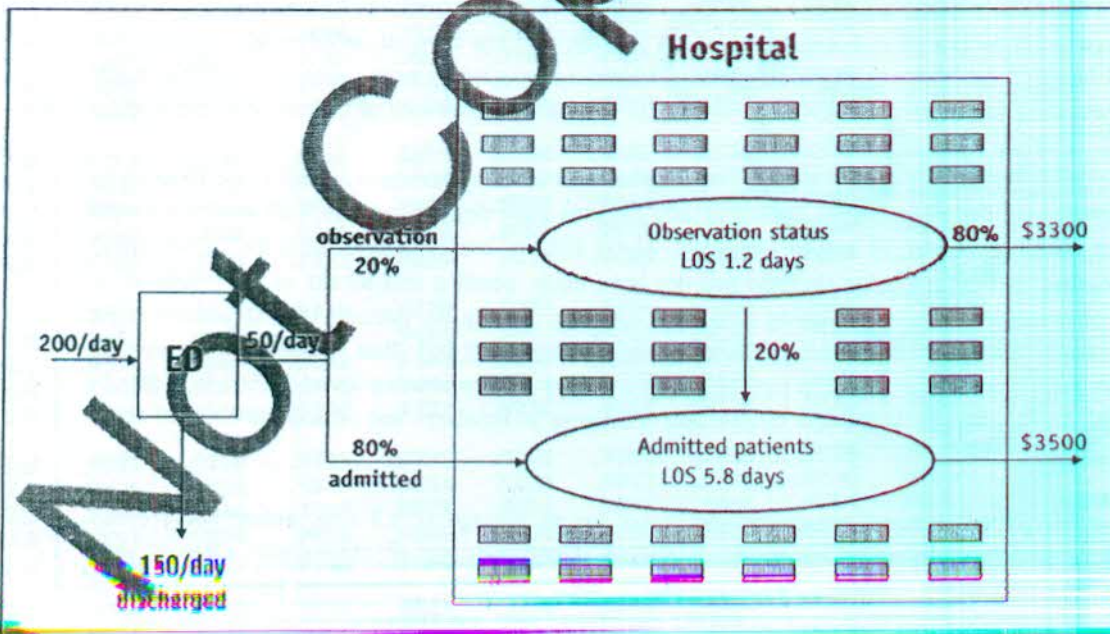 Not Cop
Hospital
observation
20%
Observation status
LOS 1.2 days
80%
$3300
200/day
ED
50/day
20%
80%
admitted
Admitted patients
LOS 5.8 days
$3500
150/day
discharged